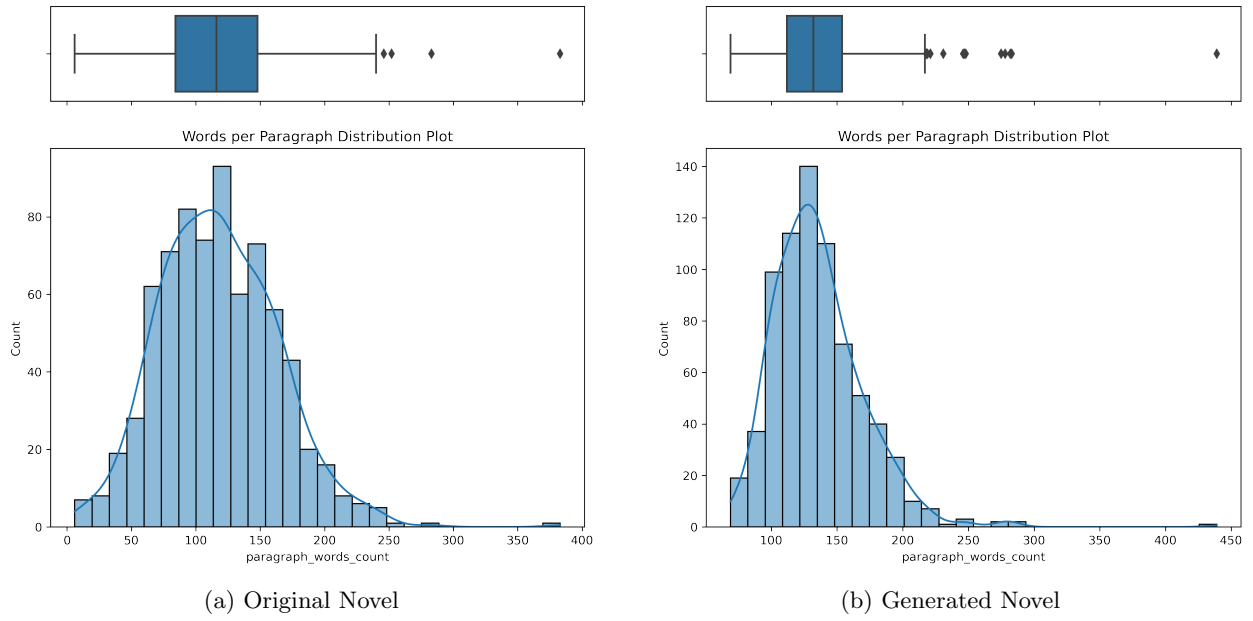 Words per Paragraph Distribution Plot
80
60
40
20
0
Count
0 50 100 150 200 250 300 350 400
paragraph_words_count
(a) Original Novel
Words per Paragraph Distribution Plot
140
120
100
80
60
40
20
0
Count
100 150 200 250 300 350 400 450
paragraph_words_count
(b) Generated Novel